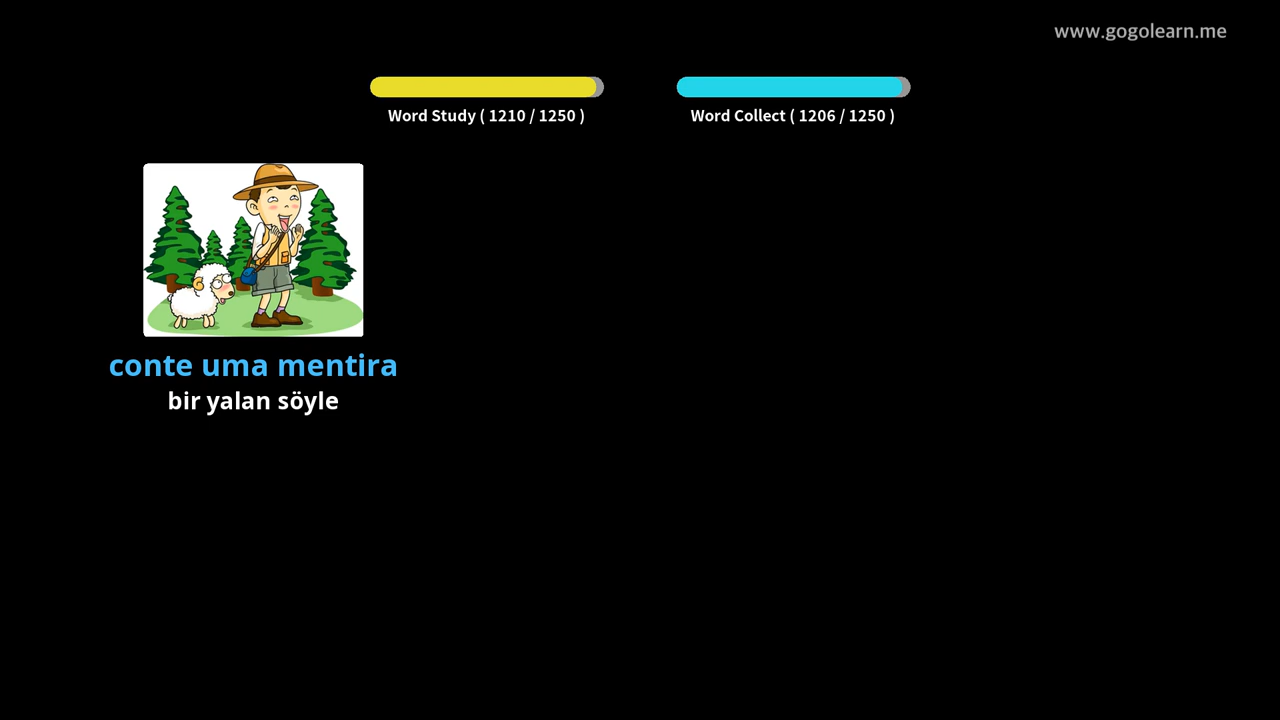 www.gogolearn.me
Word Study ( 1210 / 1250 )
Word Collect ( 1206 / 1250 )
conte uma mentira
bir yalan söyle